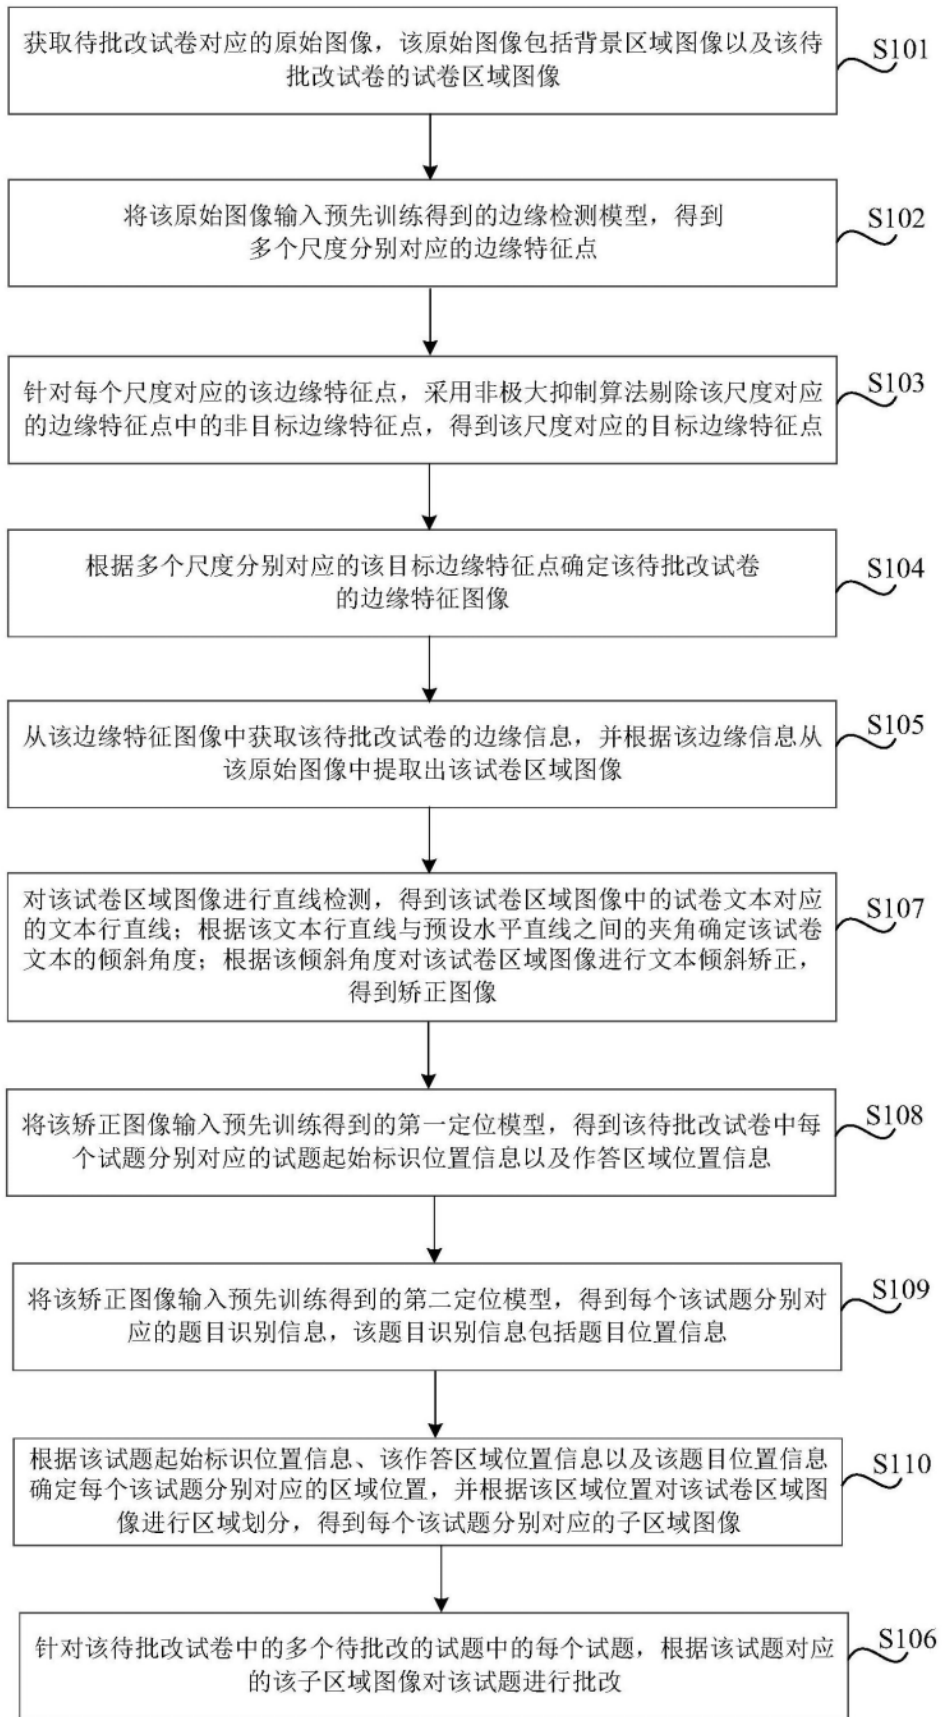 获取待批改试卷对应的原始图像，该原始图像包括背景区域图像以及该待
批改试卷的试卷区域图像
S101
将该原始图像输入预先训练得到的边缘检测模型，得到
多个尺度分别对应的边缘特征点
S102
针对每个尺度对应的该边缘特征点，采用非极大抑制算法剔除该尺度对应
的边缘特征点中的非目标边缘特征点，得到该尺度对应的目标边缘特征点
S103
根据多个尺度分别对应的该目标边缘特征点确定该待批改试卷
的边缘特征图像
S104
从该边缘特征图像中获取该待批改试卷的边缘信息，并根据该边缘信息从
该原始图像中提取出该试卷区域图像
S105
对该试卷区域图像进行直线检测，得到该试卷区域图像中的试卷文本对应
的文本行直线；根据该文本行直线与预设水平直线之间的夹角确定该试卷
文本的倾斜角度；根据该倾斜角度对该试卷区域图像进行文本倾斜矫正，
得到矫正图像
S107
将该矫正图像输入预先训练得到的第一定位模型，得到该待批改试卷中每
个试题分别对应的试题起始标识位置信息以及作答区域位置信息
S108
将该矫正图像输入预先训练得到的第二定位模型，得到每个该试题分别对
应的题目识别信息，该题目识别信息包括题目位置信息
S109
根据该试题起始标识位置信息、该作答区域位置信息以及该题目位置信息
确定每个该试题分别对应的区域位置，并根据该区域位置对该试卷区域图
像进行区域划分，得到每个该试题分别对应的子区域图像
S110
针对该待批改试卷中的多个待批改的试题中的每个试题，根据该试题对应
的该子区域图像对该试题进行批改
S106